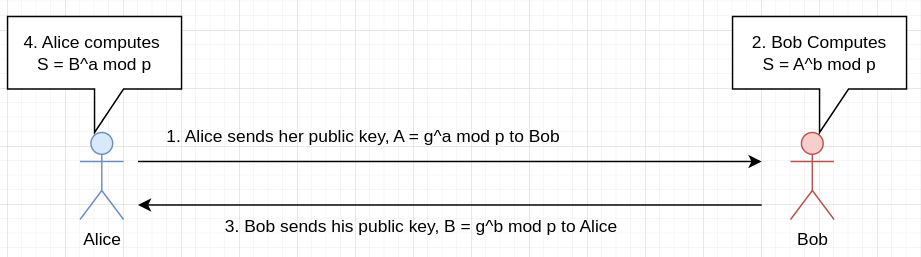 4. Alice computes
S = B^a mod p
2. Bob Computes
S = A^b mod p
1. Alice sends her public key, A = g^a mod p to Bob
3. Bob sends his public key, B = g^b mod p to Alice
Alice
Bob